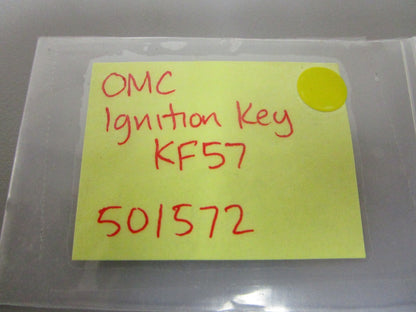 OMC
Ignition Key
KF57
501572